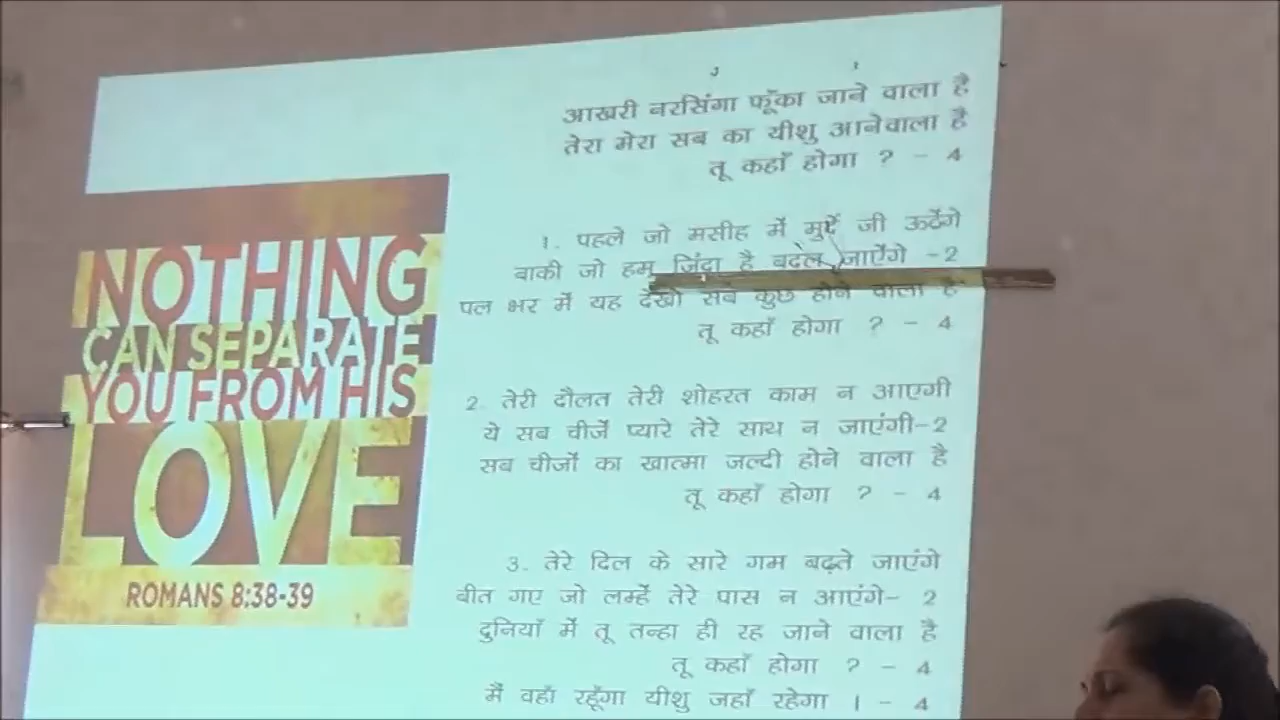 NOTHING
CAN SEPARATE
YOU FROM HIS
LOVE
ROMANS 8:38-39
आखरी नरसिंगा फूँका जाने वाला है
तेरा मेरा सब का यीशु आनेवाला है
तू कहाँ होगा ? - 4
1. पहले जो मसीह में मुर्दे जी ऊठेंगे
बाकी जो हम जिंदा है बदल जाऐंगे -2
पल भर में यह देखो सब कुछ होने वाला है
तू कहाँ होगा ? - 4
2. तेरी दौलत तेरी शोहरत काम न आएगी
ये सब चीजें प्यारे तेरे साथ न जाएंगी-2
सब चीजों का खात्मा जल्दी होने वाला है
तू कहाँ होगा ? - 4
3. तेरे दिल के सारे गम बढ़ते जाएंगे
बीत गए जो लम्हें तेरे पास न आएंगे- 2
दुनियाँ में तू तन्हा ही रह जाने वाला है
तू कहाँ होगा ? - 4
मैं वहाँ रहूँगा यीशु जहाँ रहेगा । - 4